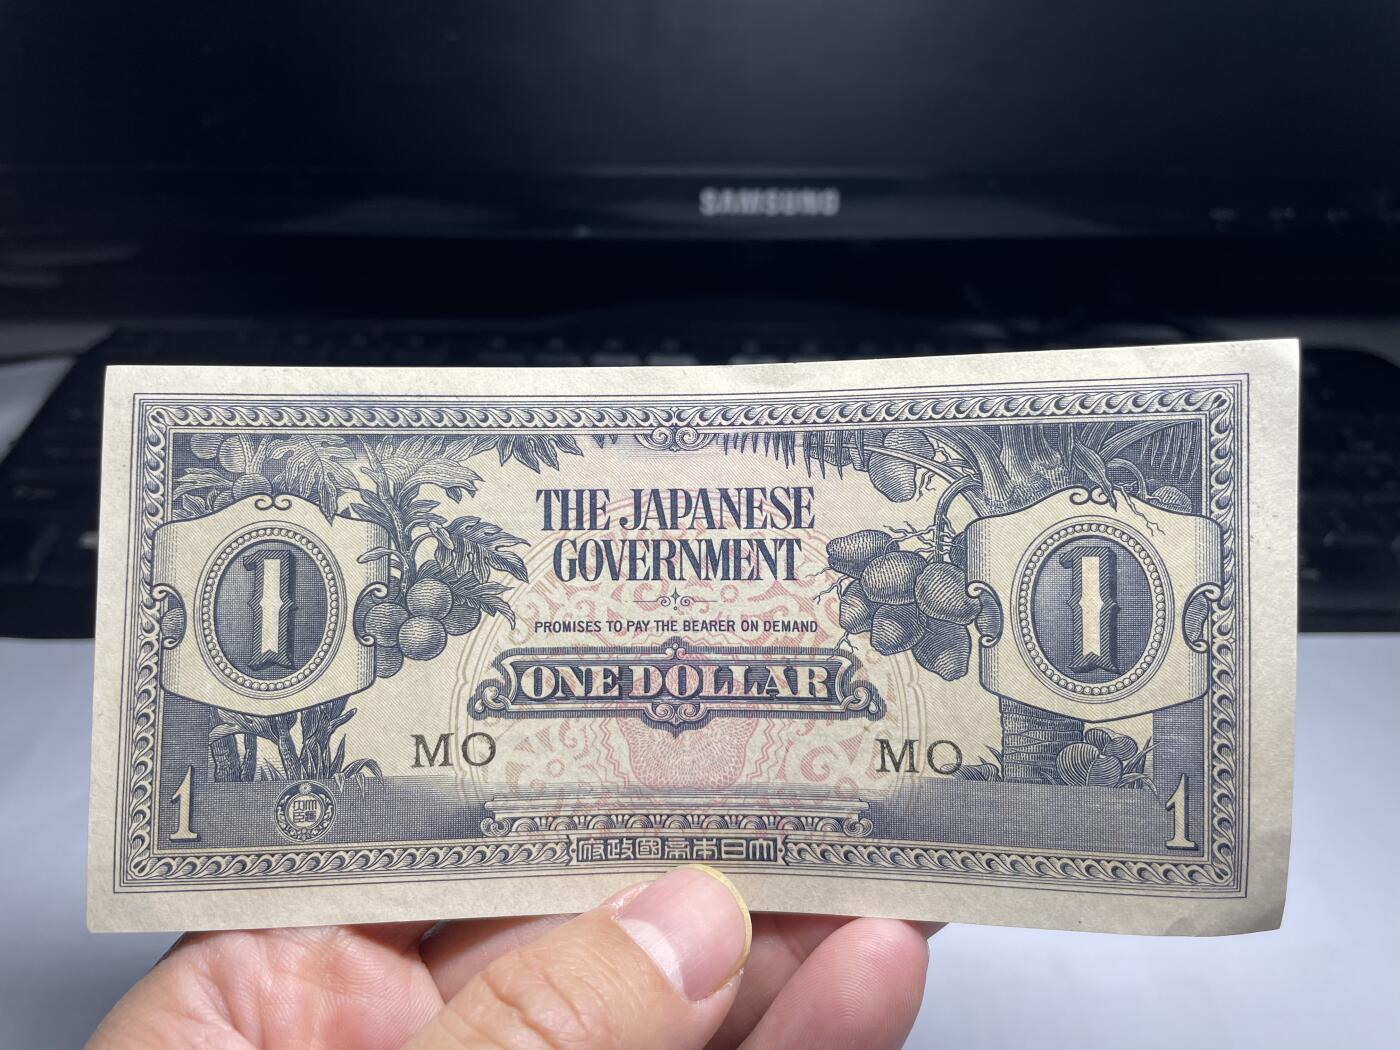 SAMSUNG
THE JAPANESE
GOVERNMENT
PROMISES TO PAY THE BEARER ON DEMAND
ONE DOLLAR
1
1
MO
MO
1
1
府政國帝本日大